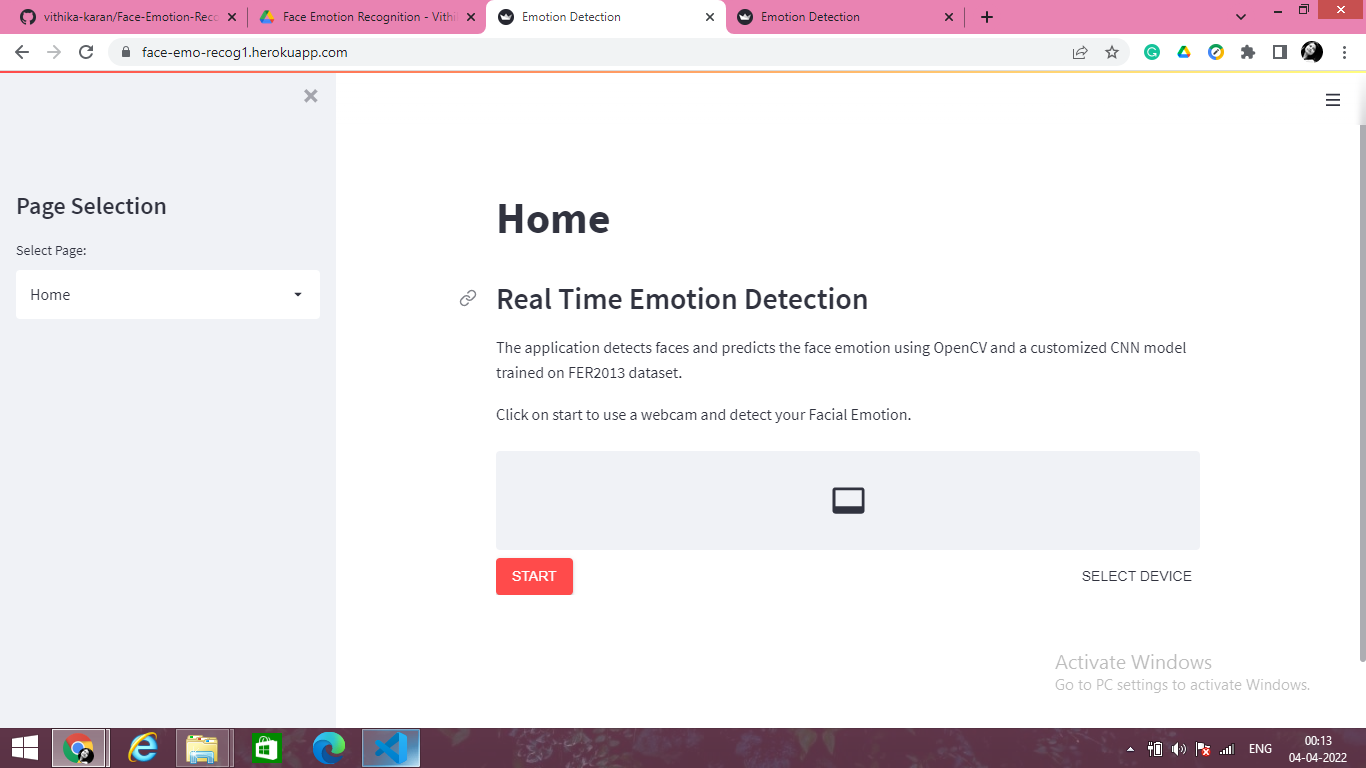 vithika-karan/Face-Emotion-Reco
Face Emotion Recognition - Vithi
Emotion Detection
Emotion Detection
face-emo-recog1.herokuapp.com
Page Selection
Select Page:
Home
Home
Real Time Emotion Detection
The application detects faces and predicts the face emotion using OpenCV and a customized CNN model
trained on FER2013 dataset.
Click on start to use a webcam and detect your Facial Emotion.
START
SELECT DEVICE
Activate Windows
Go to PC settings to activate Windows.
ENG
00:13
04-04-2022